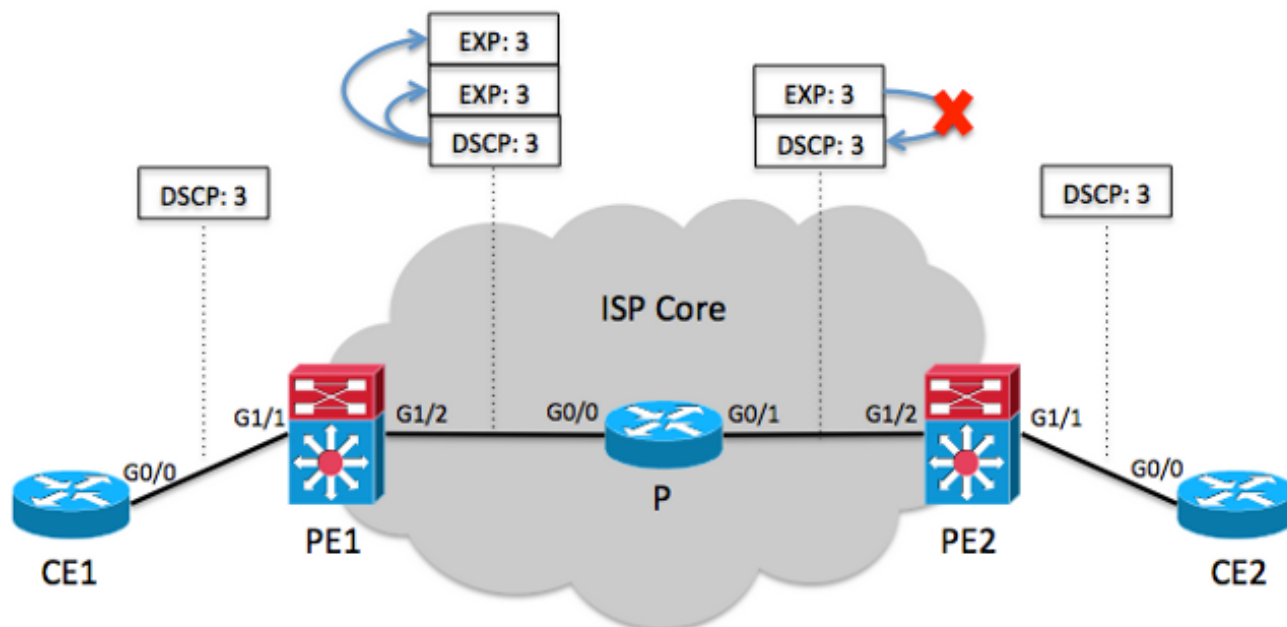 EXP: 3
EXP: 3
DSCP: 3
EXP: 3
DSCP: 3
DSCP: 3
DSCP: 3
ISP Core
G1/1
G1/2
G0/0
G0/1
G1/2
G1/1
G0/0
G0/0
P
PE1
PE2
CE1
CE2